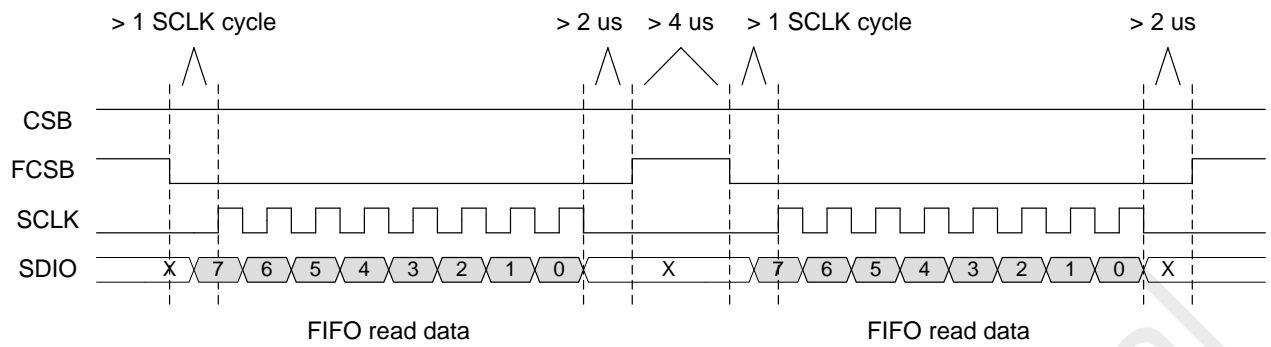 > 1 SCLK cycle > 2 us > 4 us > 1 SCLK cycle > 2 us
CSB
FCSB
SCLK
SDIO X 7 6 5 4 3 2 1 0 X 7 6 5 4 3 2 1 0 X
FIFO read data FIFO read data